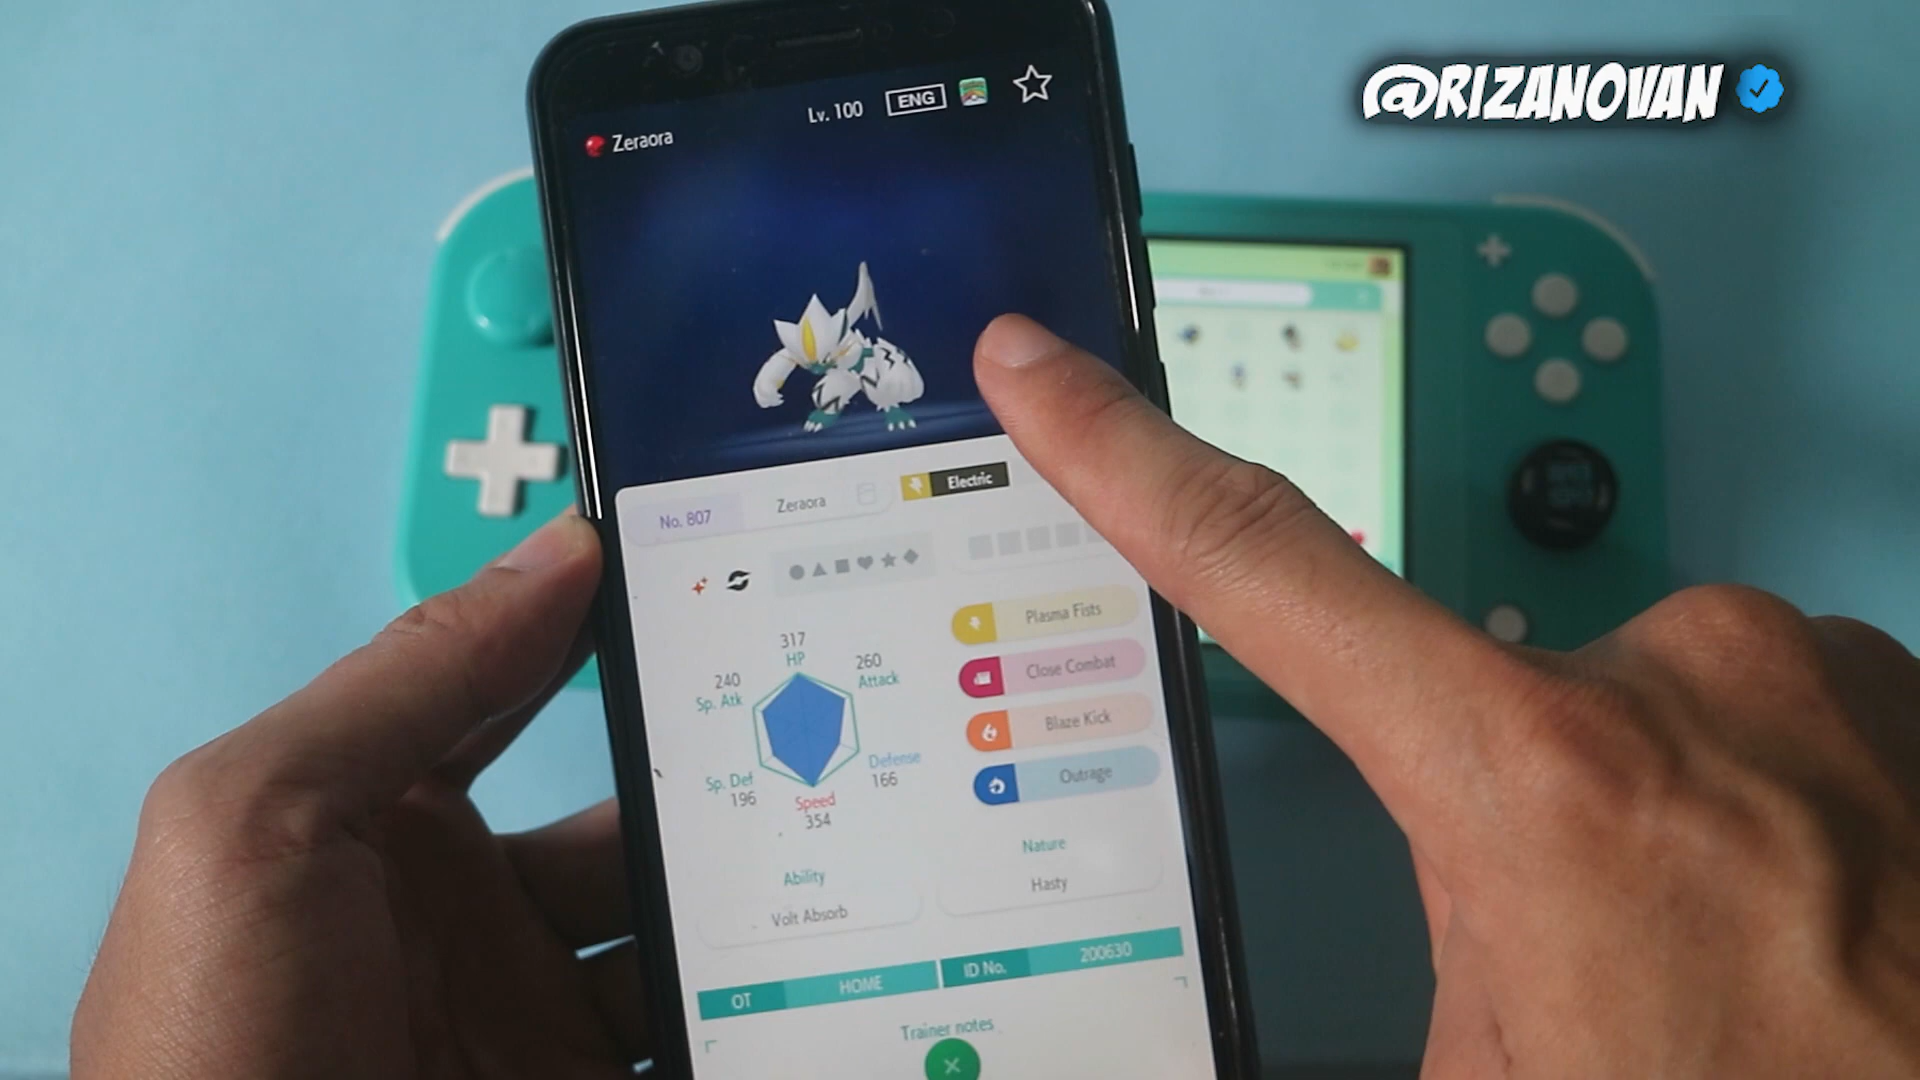 @RIZANOVAN
Lv. 100
ENG
Zeraora
No. 807
Zeraora
Electric
317
HP
260
Attack
240
Sp. Atk
Defense
166
Sp. Def
196
Speed
354
Plasma Fists
Close Combat
Blaze Kick
Outrage
Ability
Volt Absorb
Nature
Hasty
OT
HOME
ID No.
200630
Trainer notes